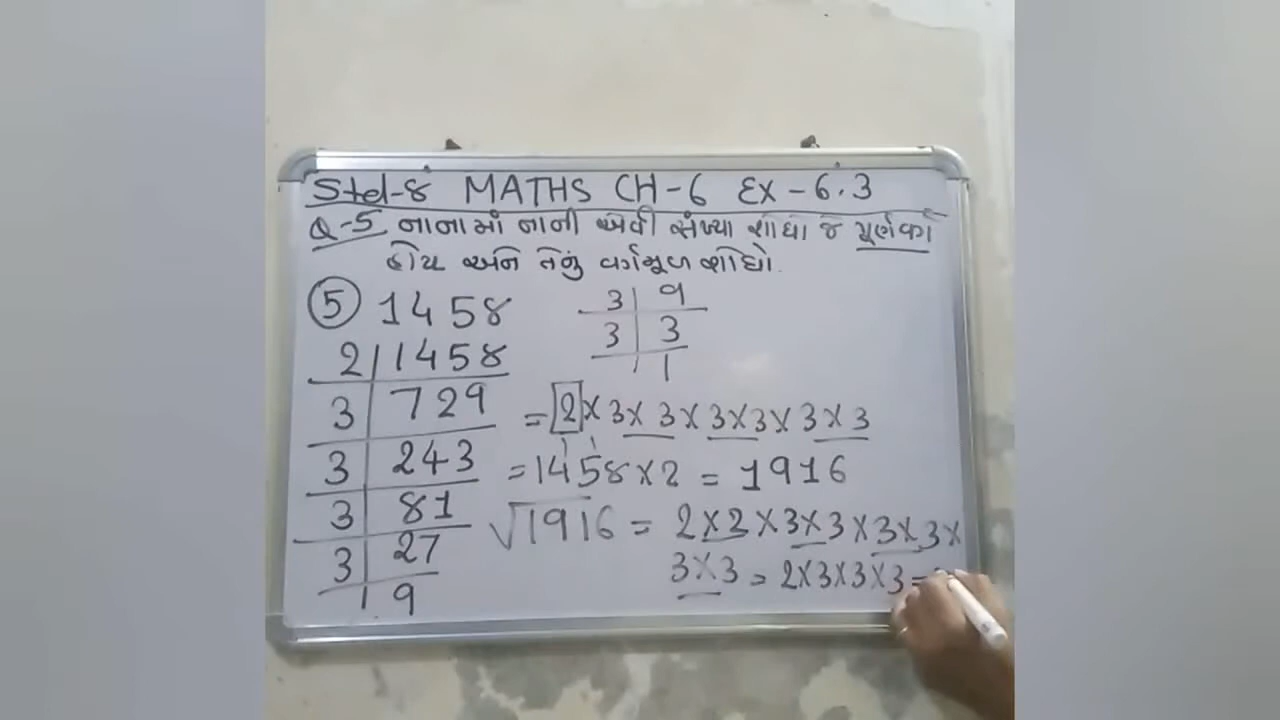 Std-8 MATHS CH-6 EX-6.3
Q-5 નાનામાં નાની એવી સંખ્યા શોધો જે પૂર્ણવર્ગ
હોય અને તેનું વર્ગમૂળ શોધો.
5 1458
2 | 1458
3 | 729
3 | 243
3 | 81
3 | 27
9
3 | 9
3 | 3
1
= 2 × 3 × 3 × 3 × 3 × 3 × 3
= 1458 × 2 = 1916
√1916 = 2 × 2 × 3 × 3 × 3 × 3 ×
3 × 3 = 2 × 3 × 3 × 3 =